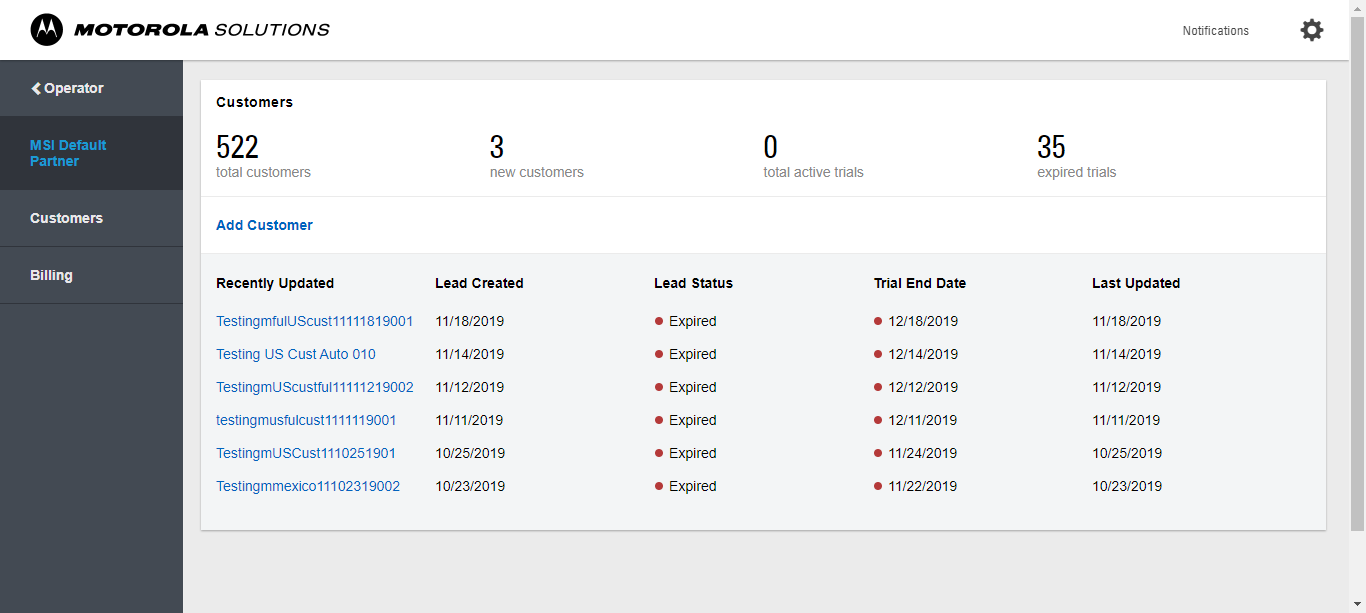 MOTOROLA SOLUTIONS
Notifications
Operator
MSI Default
Partner
Customers
Billing
Customers
522 3 0 35
total customers new customers total active trials expired trials
Add Customer
Recently Updated Lead Created Lead Status Trial End Date Last Updated
TestingmfulUScust11111819001 11/18/2019 Expired 12/18/2019 11/18/2019
Testing US Cust Auto 010 11/14/2019 Expired 12/14/2019 11/14/2019
TestingmUScustful11111219002 11/12/2019 Expired 12/12/2019 11/12/2019
testingmusfulcust1111119001 11/11/2019 Expired 12/11/2019 11/11/2019
TestingmUSCust1110251901 10/25/2019 Expired 11/24/2019 10/25/2019
Testingmmexico11102319002 10/23/2019 Expired 11/22/2019 10/23/2019